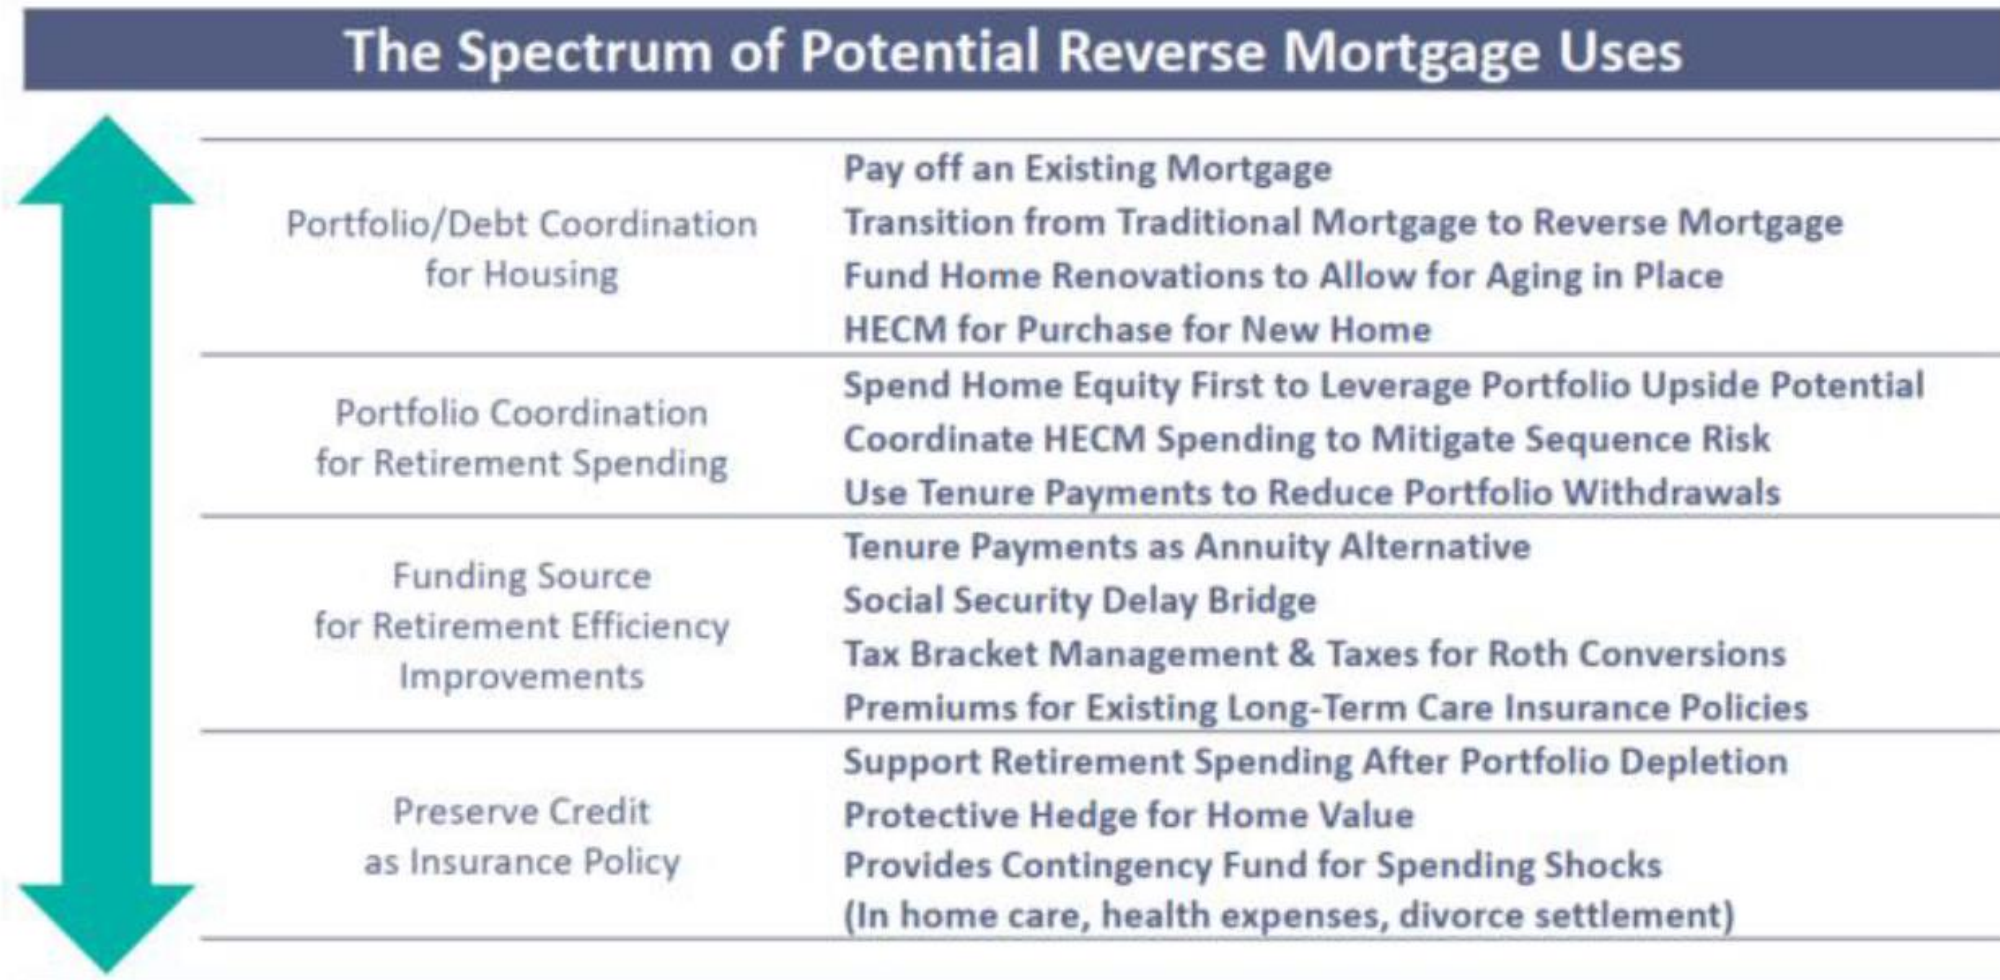 The Spectrum of Potential Reverse Mortgage Uses
Portfolio/Debt Coordination
for Housing
Pay off an Existing Mortgage
Transition from Traditional Mortgage to Reverse Mortgage
Fund Home Renovations to Allow for Aging in Place
HECM for Purchase for New Home
Portfolio Coordination
for Retirement Spending
Spend Home Equity First to Leverage Portfolio Upside Potential
Coordinate HECM Spending to Mitigate Sequence Risk
Use Tenure Payments to Reduce Portfolio Withdrawals
Funding Source
for Retirement Efficiency
Improvements
Tenure Payments as Annuity Alternative
Social Security Delay Bridge
Tax Bracket Management & Taxes for Roth Conversions
Premiums for Existing Long-Term Care Insurance Policies
Preserve Credit
as Insurance Policy
Support Retirement Spending After Portfolio Depletion
Protective Hedge for Home Value
Provides Contingency Fund for Spending Shocks
(In home care, health expenses, divorce settlement)